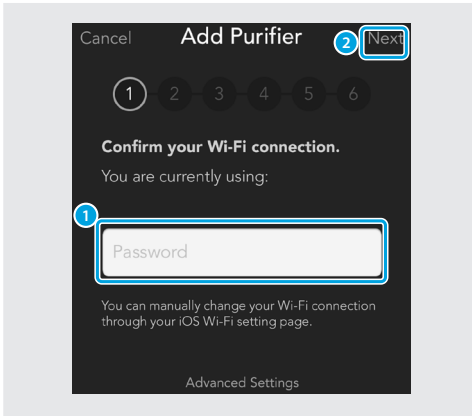 Cancel Add Purifier 2 Next
1 2 3 4 5 6
Confirm your Wi-Fi connection.
You are currently using:
1
Password
You can manually change your Wi-Fi connection
through your iOS Wi-Fi setting page.
Advanced Settings